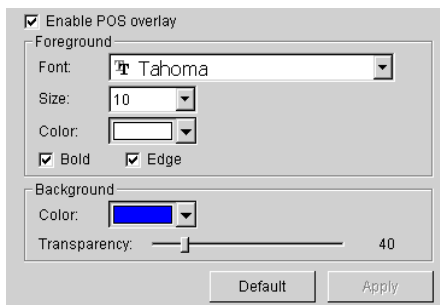 Enable POS overlay
Foreground
Font: Tahoma
Size: 10
Color:
Bold Edge
Background
Color:
Transparency: 40
Default Apply